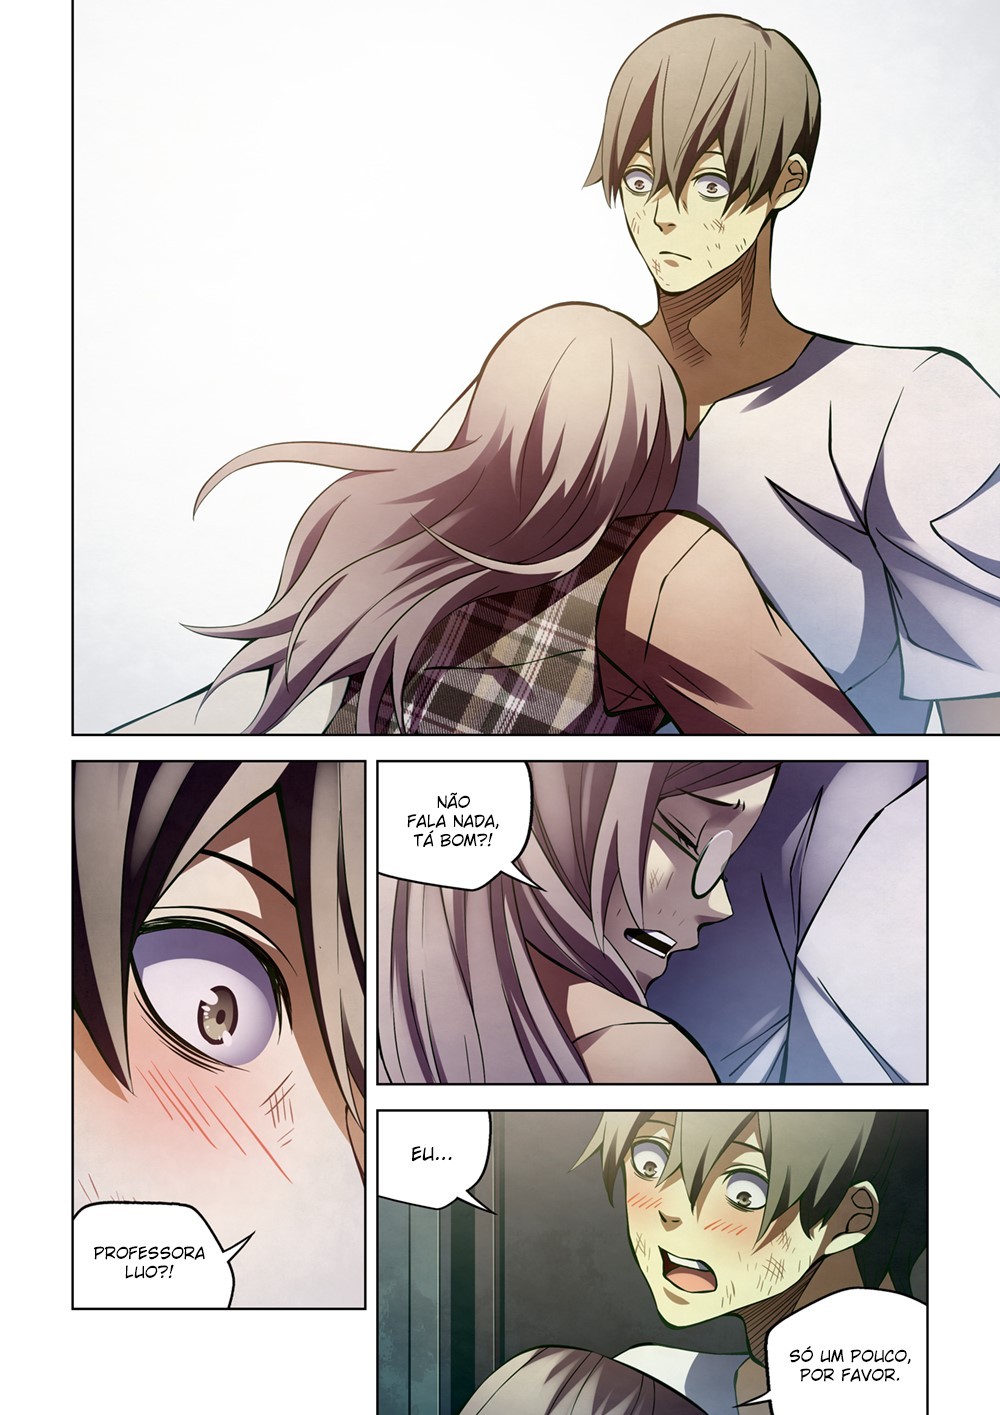 PROFESSORA
LUO?!
NÃO
FALA NADA,
TÁ BOM?!
EU...
SÓ UM POUCO,
POR FAVOR.